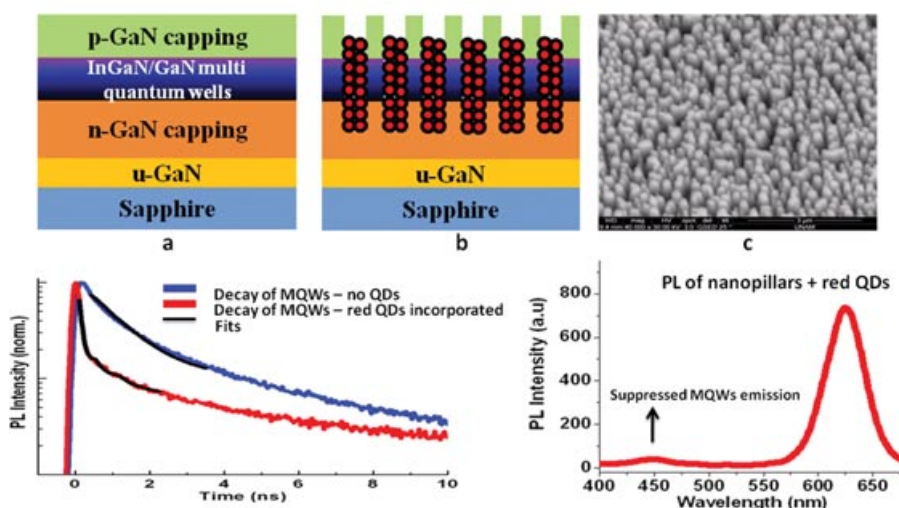 p-GaN capping
InGaN/GaN multi
quantum wells
n-GaN capping
u-GaN
Sapphire
a
u-GaN
Sapphire
b
3 µm
UNAM
c
PL Intensity (norm.)
Decay of MQWs – no QDs
Decay of MQWs – red QDs incorporated
Fits
0 2 4 6 8 10
Time (ns)
PL of nanopillars + red QDs
PL Intensity (a.u)
800
600
400
200
0
Suppressed MQWs emission
400 450 500 550 600 650
Wavelength (nm)